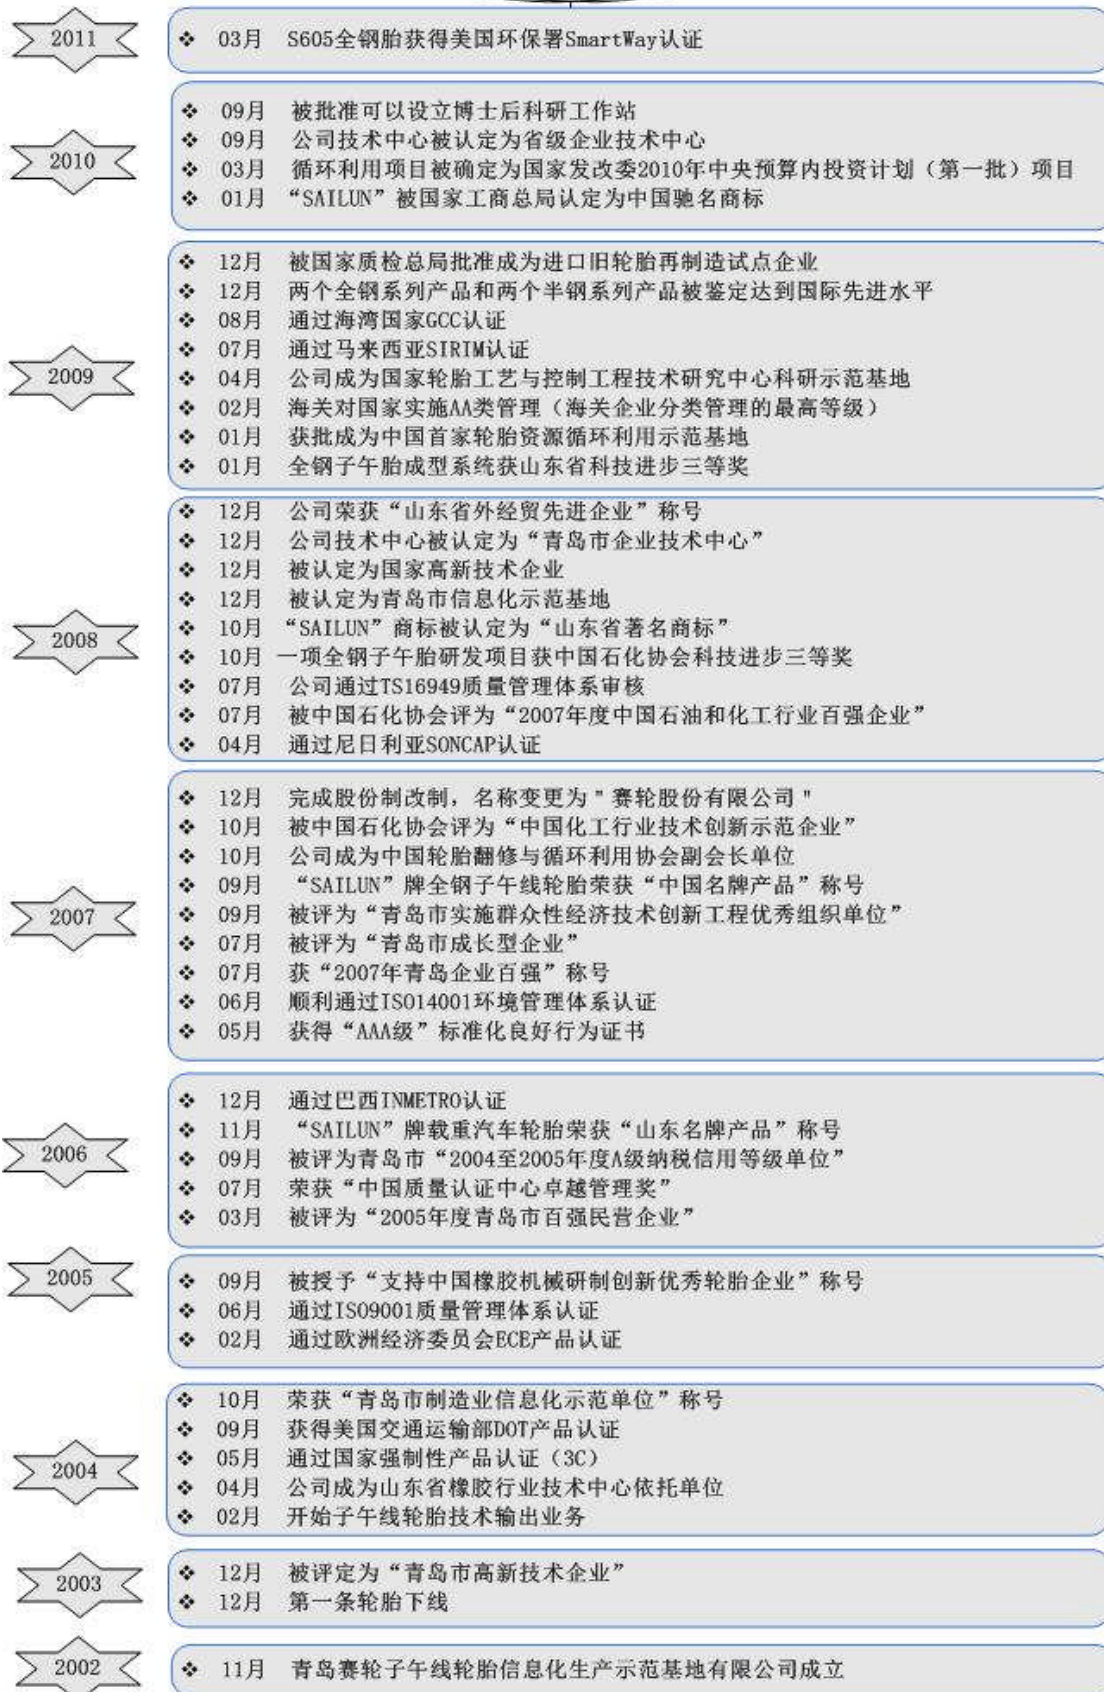 2011
❖ 03月 S605全钢胎获得美国环保署SmartWay认证
2010
❖ 09月 被批准可以设立博士后科研工作站
❖ 09月 公司技术中心被认定为省级企业技术中心
❖ 03月 循环利用项目被确定为国家发改委2010年中央预算内投资计划（第一批）项目
❖ 01月 “SAILUN”被国家工商总局认定为中国驰名商标
2009
❖ 12月 被国家质检总局批准成为进口旧轮胎再制造试点企业
❖ 12月 两个全钢系列产品和两个半钢系列产品被鉴定达到国际先进水平
❖ 08月 通过海湾国家GCC认证
❖ 07月 通过马来西亚SIRIM认证
❖ 04月 公司成为国家轮胎工艺与控制工程技术研究中心科研示范基地
❖ 02月 海关对国家实施AA类管理（海关企业分类管理的最高等级）
❖ 01月 获批成为中国首家轮胎资源循环利用示范基地
❖ 01月 全钢子午胎成型系统获山东省科技进步三等奖
2008
❖ 12月 公司荣获“山东省外经贸先进企业”称号
❖ 12月 公司技术中心被认定为“青岛市企业技术中心”
❖ 12月 被认定为国家高新技术企业
❖ 12月 被认定为青岛市信息化示范基地
❖ 10月 “SAILUN”商标被认定为“山东省著名商标”
❖ 10月 一项全钢子午胎研发项目获中国石化协会科技进步三等奖
❖ 07月 公司通过TS16949质量管理体系审核
❖ 07月 被中国石化协会评为“2007年度中国石油和化工行业百强企业”
❖ 04月 通过尼日利亚SONCAP认证
2007
❖ 12月 完成股份制改制，名称变更为"赛轮股份有限公司"
❖ 10月 被中国石化协会评为“中国化工行业技术创新示范企业”
❖ 10月 公司成为中国轮胎翻修与循环利用协会副会长单位
❖ 09月 “SAILUN”牌全钢子午线轮胎荣获“中国名牌产品”称号
❖ 09月 被评为“青岛市实施群众性经济技术创新工程优秀组织单位”
❖ 07月 被评为“青岛市成长型企业”
❖ 07月 获“2007年青岛企业百强”称号
❖ 06月 顺利通过ISO14001环境管理体系认证
❖ 05月 获得“AAA级”标准化良好行为证书
2006
❖ 12月 通过巴西INMETRO认证
❖ 11月 “SAILUN”牌载重汽车轮胎荣获“山东名牌产品”称号
❖ 09月 被评为青岛市“2004至2005年度A级纳税信用等级单位”
❖ 07月 荣获“中国质量认证中心卓越管理奖”
❖ 03月 被评为“2005年度青岛市百强民营企业”
2005
❖ 09月 被授予“支持中国橡胶机械研制创新优秀轮胎企业”称号
❖ 06月 通过ISO9001质量管理体系认证
❖ 02月 通过欧洲经济委员会ECE产品认证
2004
❖ 10月 荣获“青岛市制造业信息化示范单位”称号
❖ 09月 获得美国交通运输部DOT产品认证
❖ 05月 通过国家强制性产品认证（3C）
❖ 04月 公司成为山东省橡胶行业技术中心依托单位
❖ 02月 开始子午线轮胎技术输出业务
2003
❖ 12月 被评定为“青岛市高新技术企业”
❖ 12月 第一条轮胎下线
2002
❖ 11月 青岛赛轮子午线轮胎信息化生产示范基地有限公司成立